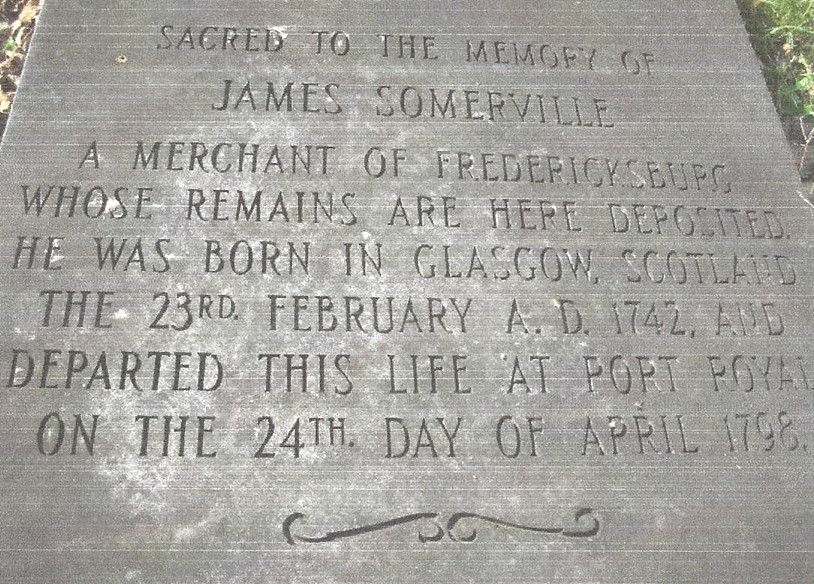 SACRED TO THE MEMORY OF
JAMES SOMERVILLE
A MERCHANT OF FREDERICKSBURG
WHOSE REMAINS ARE HERE DEPOSITED.
HE WAS BORN IN GLASGOW, SCOTLAND
THE 23RD. FEBRUARY A. D. 1742, AND
DEPARTED THIS LIFE AT PORT ROYAL
ON THE 24TH. DAY OF APRIL 1798.